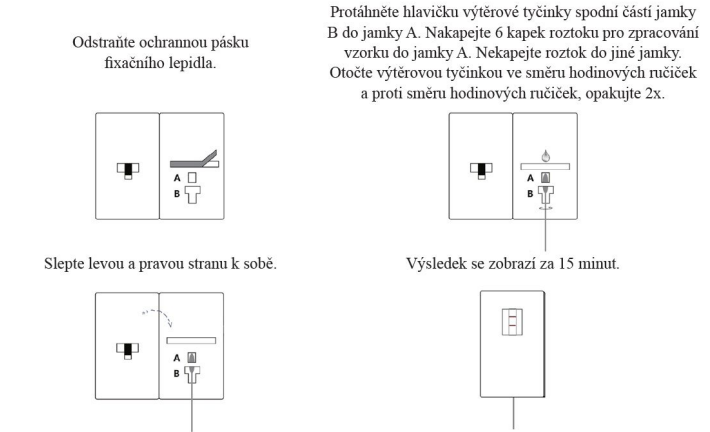 Odstraňte ochrannou pásku
fixačního lepidla.
A
B
Protáhněte hlavičku výtěrové tyčinky spodní částí jamky
B do jamky A. Nakapejte 6 kapek roztoku pro zpracování
vzorku do jamky A. Nekapejte roztok do jiné jamky.
Otočte výtěrovou tyčinkou ve směru hodinových ručiček
a proti směru hodinových ručiček, opakujte 2x.
A
B
Slepte levou a pravou stranu k sobě.
A
B
Výsledek se zobrazí za 15 minut.